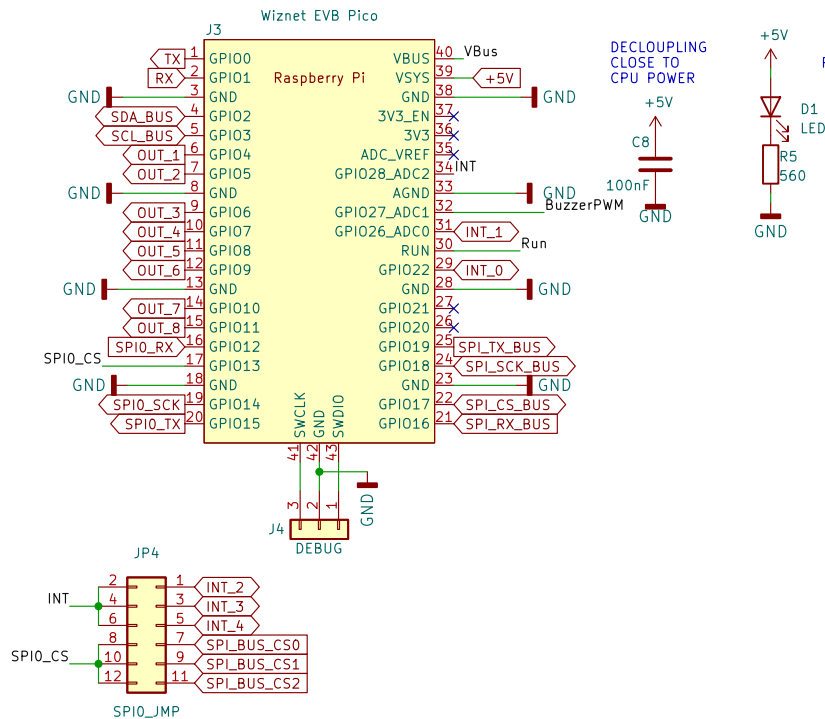 Wiznet EVB Pico
J3
Raspberry Pi
TX 1 GPIO0
RX 2 GPIO1
GND 3 GND
SDA_BUS 4 GPIO2
SCL_BUS 5 GPIO3
OUT_1 6 GPIO4
OUT_2 7 GPIO5
GND 8 GND
OUT_3 9 GPIO6
OUT_4 10 GPIO7
OUT_5 11 GPIO8
OUT_6 12 GPIO9
GND 13 GND
OUT_7 14 GPIO10
OUT_8 15 GPIO11
SPI0_RX 16 GPIO12
SPI0_CS 17 GPIO13
GND 18 GND
SPI0_SCK 19 GPIO14
SPI0_TX 20 GPIO15
VBUS 40 VBus
VSYS 39 +5V
GND 38 GND
3V3_EN 37
3V3 36
ADC_VREF 35
GPIO28_ADC2 34 INT
AGND 33 GND
GPIO27_ADC1 32 BuzzerPWM
GPIO26_ADC0 31 INT_1
RUN 30 Run
GPIO22 29 INT_0
GND 28 GND
GPIO21 27
GPIO20 26
GPIO19 25 SPI_TX_BUS
GPIO18 24 SPI_SCK_BUS
GND 23 GND
GPIO17 22 SPI_CS_BUS
GPIO16 21 SPI_RX_BUS
SWCLK
GND
SWDIO
41
42
43
GND
3
2
1
J4
DEBUG
DECLOUPLING
CLOSE TO
CPU POWER
+5V
C8
100nF
GND
+5V
D1
LED
R5
560
GND
JP4
2 1 INT_2
INT 4 3 INT_3
6 5 INT_4
8 7 SPI_BUS_CS0
SPI0_CS 10 9 SPI_BUS_CS1
12 11 SPI_BUS_CS2
SPI0_JMP